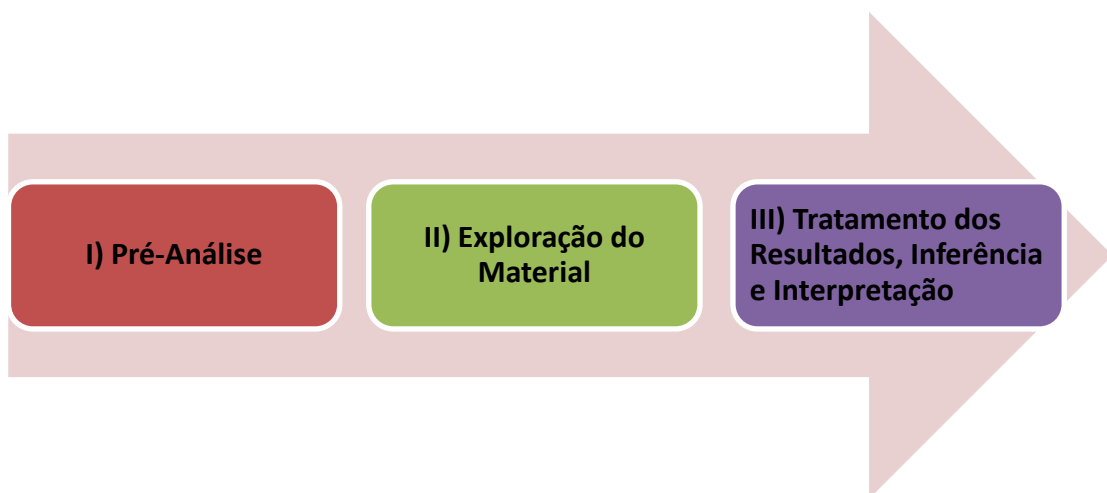 I) Pré-Análise
II) Exploração do
Material
III) Tratamento dos
Resultados, Inferência
e Interpretação